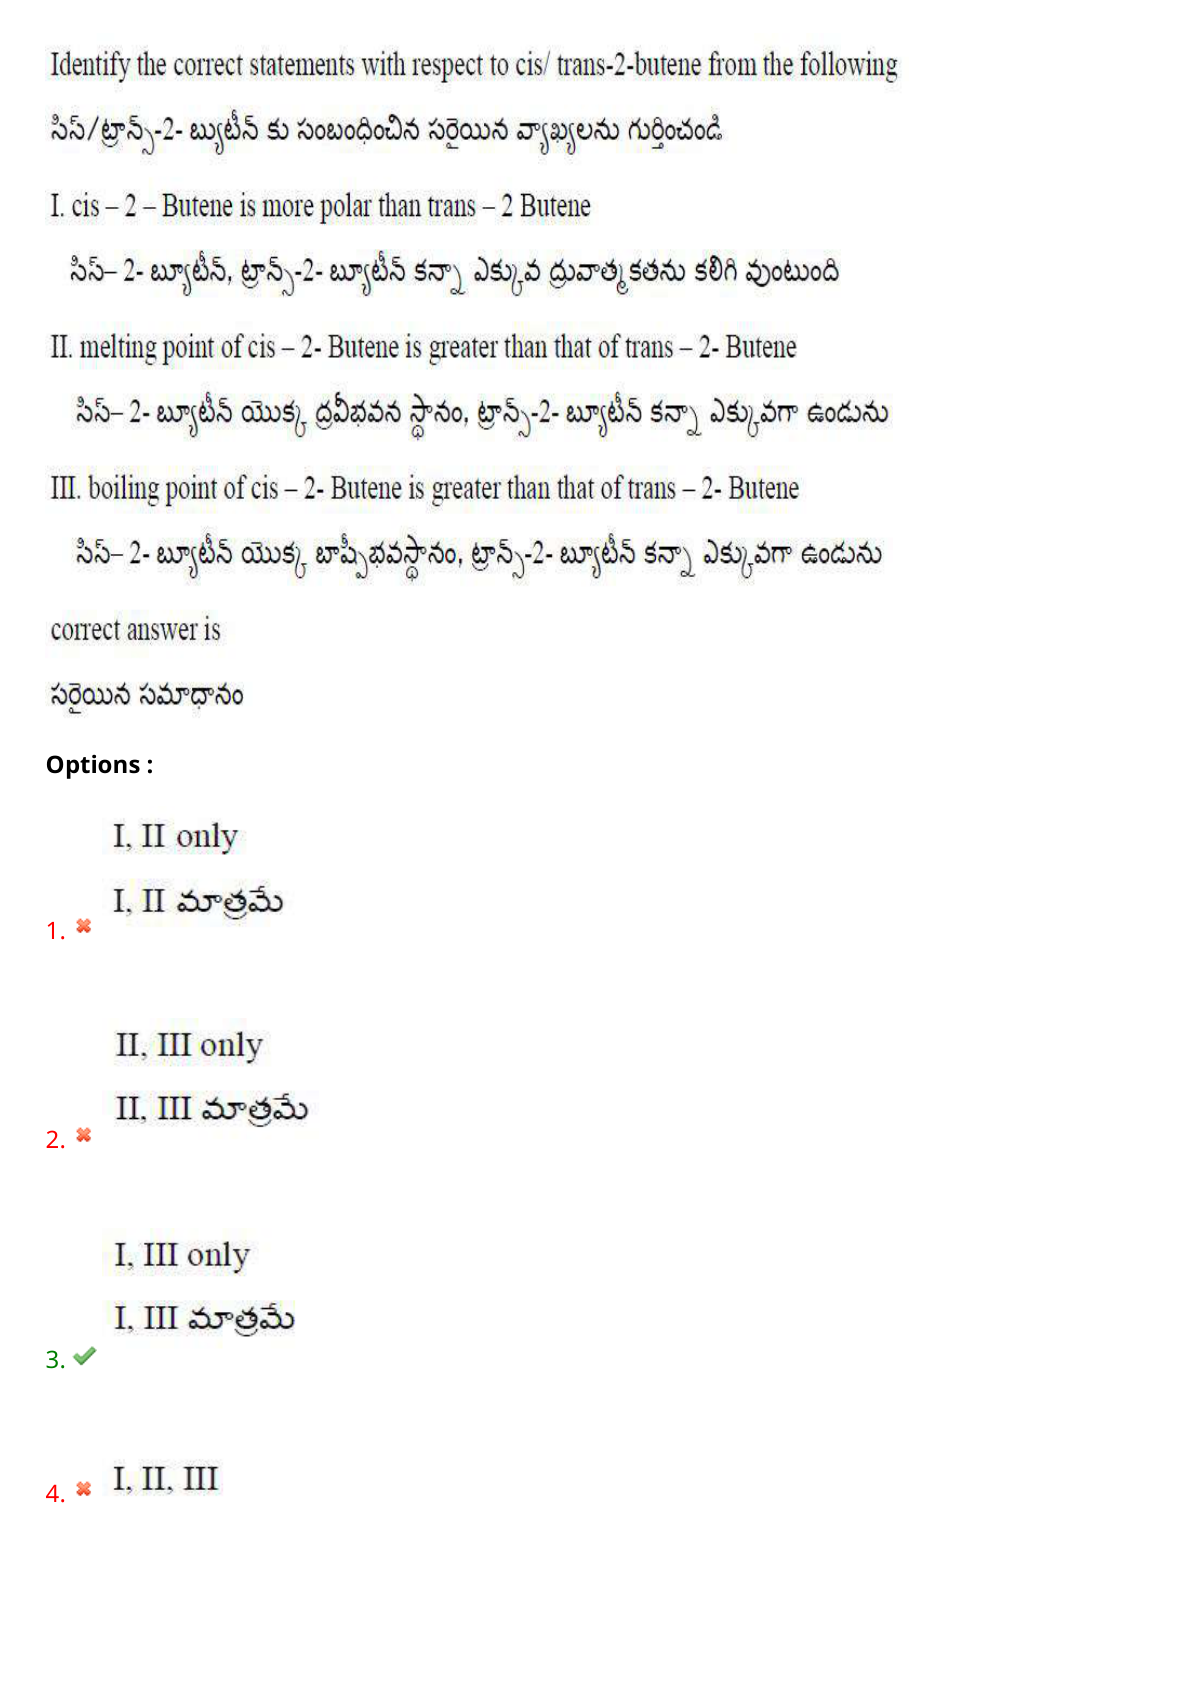 Identify the correct statements with respect to cis/ trans-2-butene from the following
సిస్/ట్రాన్స్-2- బ్యుటీన్ కు సంబంధించిన సరైయిన వ్యాఖ్యలను గుర్తించండి
I. cis – 2 – Butene is more polar than trans – 2 Butene
సిస్– 2- బ్యూటీన్, ట్రాన్స్-2- బ్యూటీన్ కన్నా ఎక్కువ ధ్రువాత్మకతను కలిగి వుంటుంది
II. melting point of cis – 2- Butene is greater than that of trans – 2- Butene
సిస్– 2- బ్యూటీన్ యొక్క ద్రవీభవన స్థానం, ట్రాన్స్-2- బ్యూటీన్ కన్నా ఎక్కువగా ఉండును
III. boiling point of cis – 2- Butene is greater than that of trans – 2- Butene
సిస్– 2- బ్యూటీన్ యొక్క బాష్పీభవస్థానం, ట్రాన్స్-2- బ్యూటీన్ కన్నా ఎక్కువగా ఉండును
correct answer is
సరైయిన సమాధానం
Options :
I, II only
I, II మాత్రమే
1.
II, III only
II, III మాత్రమే
2.
I, III only
I, III మాత్రమే
3.
I, II, III
4.